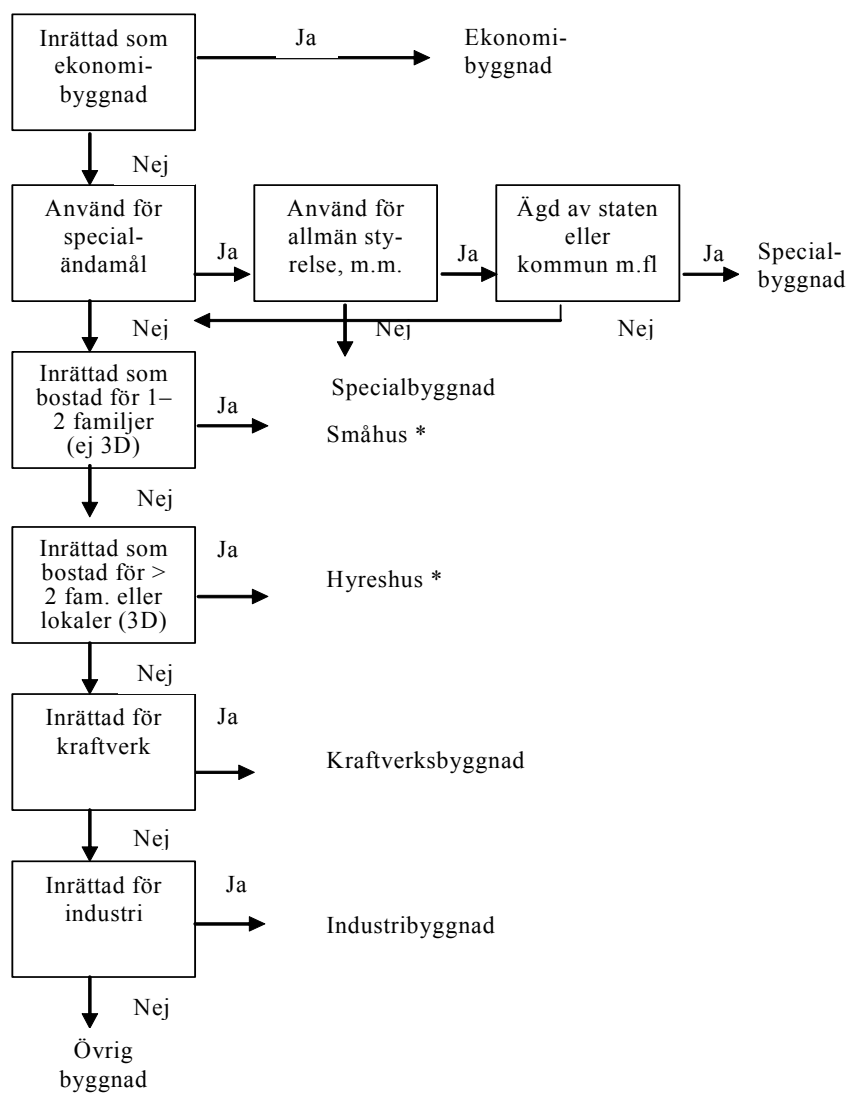 Inrättad som
ekonomi-
byggnad
Ja
Ekonomi-
byggnad
Nej
Använd för
special-
ändamål
Ja
Använd för
allmän sty-
relse, m.m.
Ja
Ägd av staten
eller
kommun m.fl
Ja
Special-
byggnad
Nej
Nej
Nej
Specialbyggnad
Inrättad som
bostad för 1–
2 familjer
(ej 3D)
Ja
Småhus *
Nej
Inrättad som
bostad för >
2 fam. eller
lokaler (3D)
Ja
Hyreshus *
Nej
Inrättad för
kraftverk
Ja
Kraftverksbyggnad
Nej
Inrättad för
industri
Ja
Industribyggnad
Nej
Övrig
byggnad